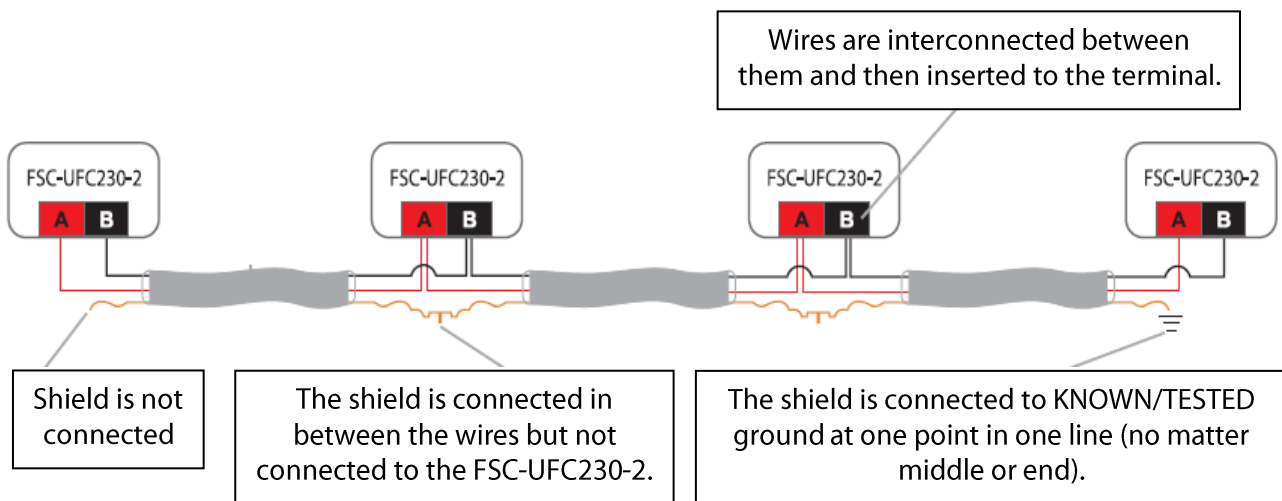 Wires are interconnected between
them and then inserted to the terminal.
FSC-UFC230-2
A B
FSC-UFC230-2
A B
FSC-UFC230-2
A B
FSC-UFC230-2
A B
Shield is not
connected
The shield is connected in
between the wires but not
connected to the FSC-UFC230-2.
The shield is connected to KNOWN/TESTED
ground at one point in one line (no matter
middle or end).